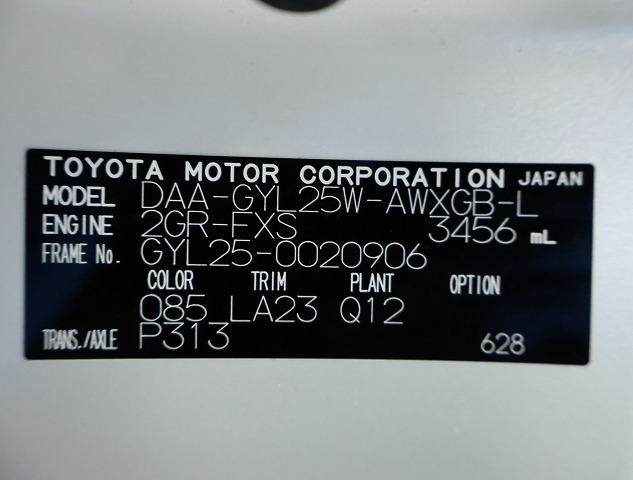 TOYOTA MOTOR CORPORATION JAPAN
MODEL DAA-GYL25W-AWXGB-L
ENGINE 2GR-FXS 3456 mL
FRAME No. GYL25-0020906
COLOR TRIM PLANT OPTION
085 LA23 Q12
TRANS./AXLE P313 628